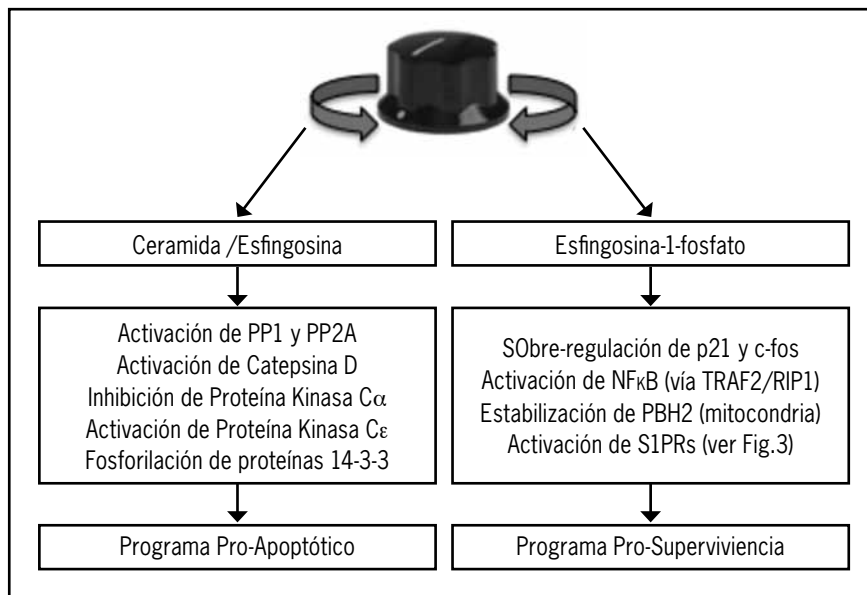 Ceramida /Esfingosina
Esfingosina-1-fosfato
Activación de PP1 y PP2A
Activación de Catepsina D
Inhibición de Proteína Kinasa Cα
Activación de Proteína Kinasa Cε
Fosforilación de proteínas 14-3-3
SObre-regulación de p21 y c-fos
Activación de NFκB (vía TRAF2/RIP1)
Estabilización de PBH2 (mitocondria)
Activación de S1PRs (ver Fig.3)
Programa Pro-Apoptótico
Programa Pro-Superviviencia